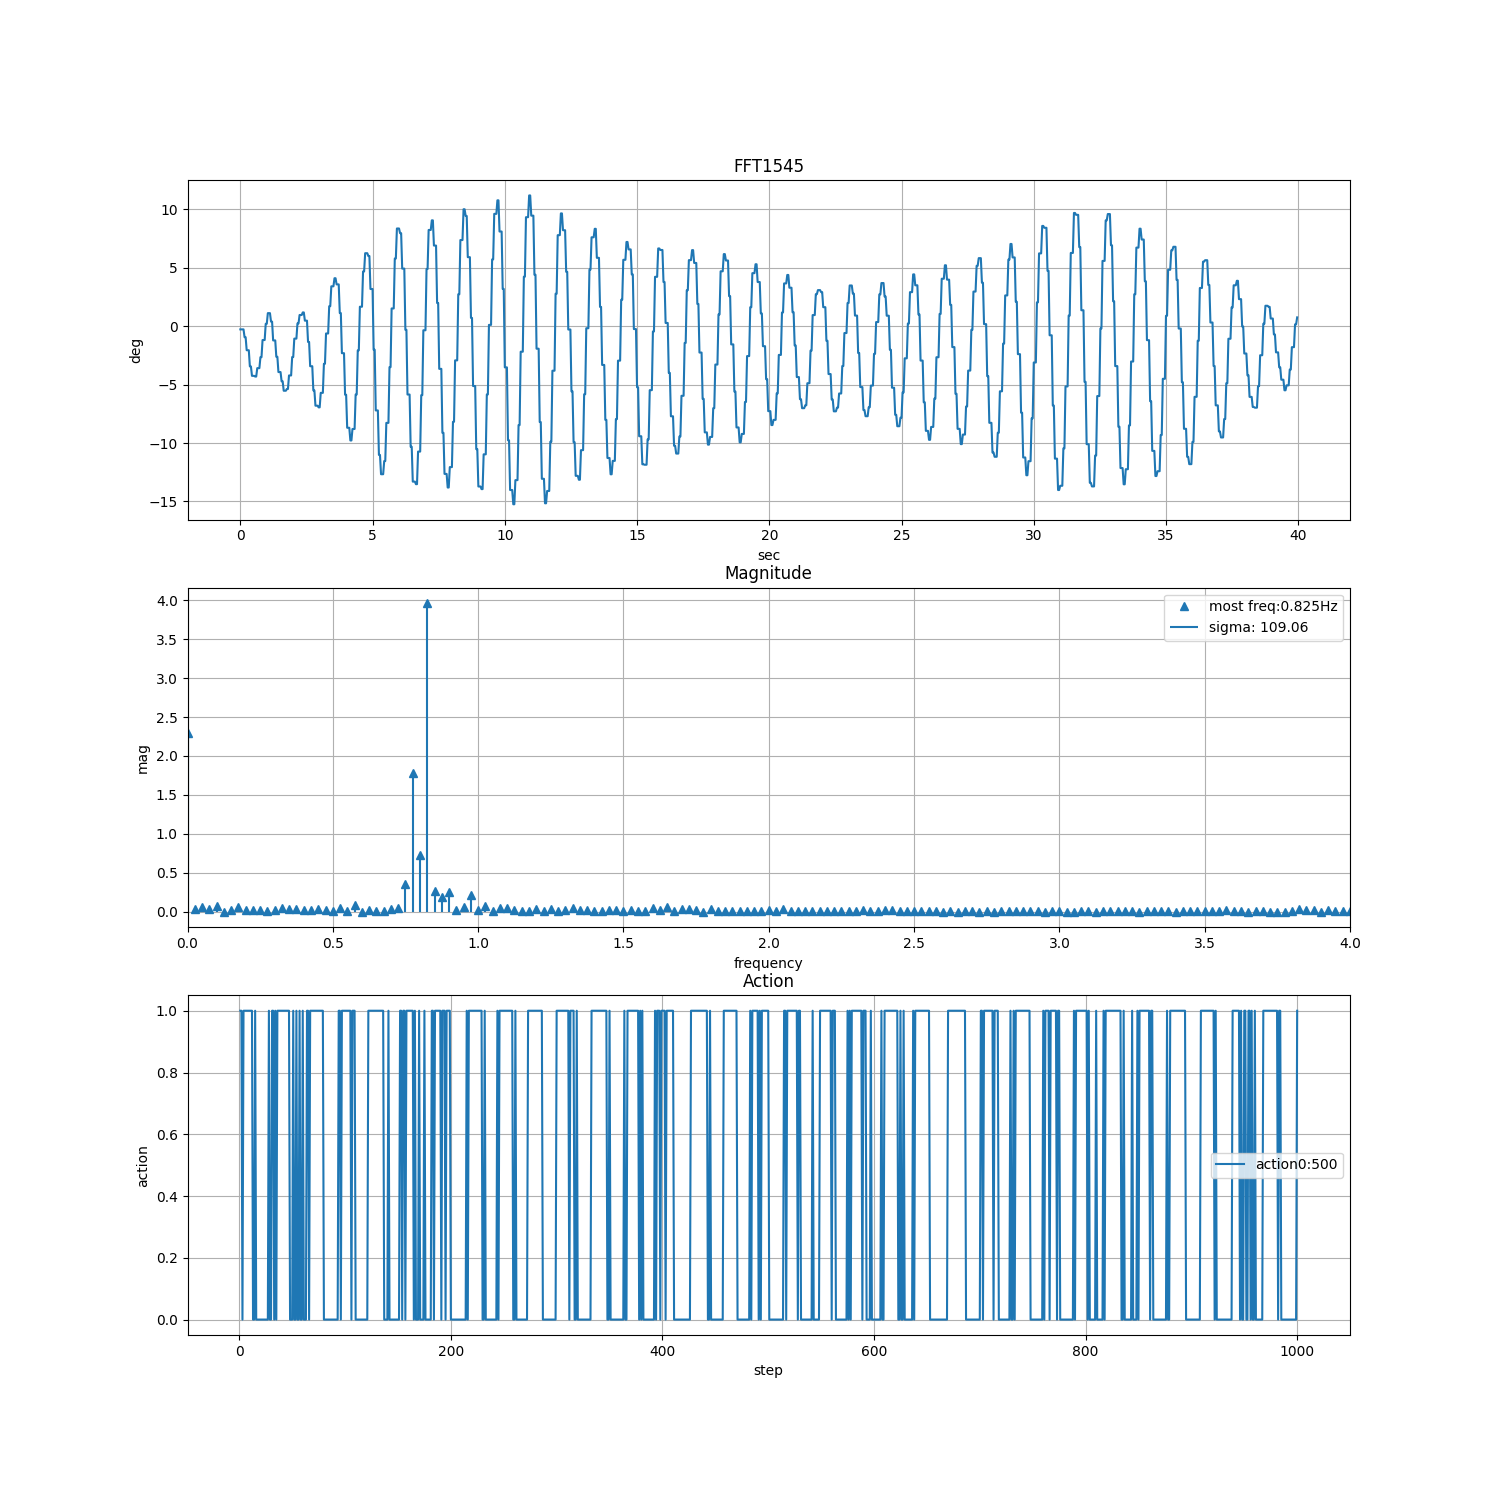 FFT1545
10
5
0
−5
−10
−15
deg
0 5 10 15 20 25 30 35 40
sec
Magnitude
4.0
3.5
3.0
2.5
2.0
1.5
1.0
0.5
0.0
mag
most freq:0.825Hz
sigma: 109.06
0.0 0.5 1.0 1.5 2.0 2.5 3.0 3.5 4.0
frequency
Action
1.0
0.8
0.6
0.4
0.2
0.0
action
action0:500
0 200 400 600 800 1000
step